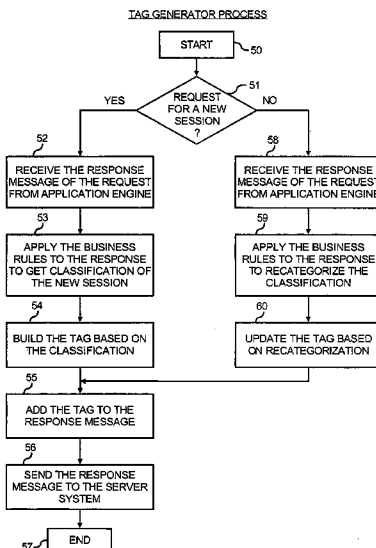 TAG GENERATOR PROCESS
START
50
51
REQUEST
FOR A NEW
SESSION
?
YES
NO
52
RECEIVE THE RESPONSE
MESSAGE OF THE REQUEST
FROM APPLICATION ENGINE
58
RECEIVE THE RESPONSE
MESSAGE OF THE REQUEST
FROM APPLICATION ENGINE
53
APPLY THE BUSINESS
RULES TO THE RESPONSE
TO GET CLASSIFICATION OF
THE NEW SESSION
59
APPLY THE BUSINESS
RULES TO THE RESPONSE
TO RECATEGORIZE THE
CLASSIFICATION
54
BUILD THE TAG BASED ON
THE CLASSIFICATION
60
UPDATE THE TAG BASED
ON RECATEGORIZATION
55
ADD THE TAG TO THE
RESPONSE MESSAGE
56
SEND THE RESPONSE
MESSAGE TO THE SERVER
SYSTEM
57
END